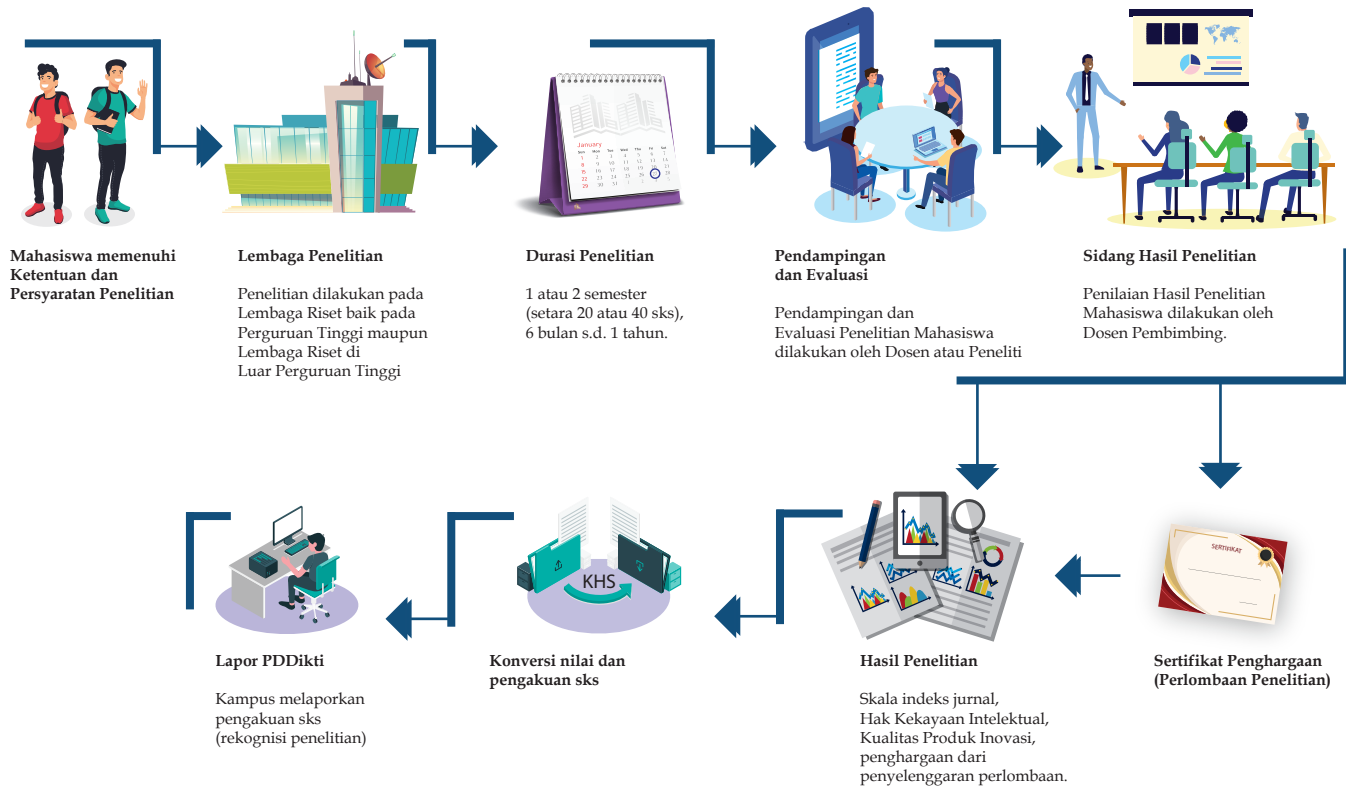 Mahasiswa memenuhi
Ketentuan dan
Persyaratan Penelitian
Lembaga Penelitian
Penelitian dilakukan pada
Lembaga Riset baik pada
Perguruan Tinggi maupun
Lembaga Riset di
Luar Perguruan Tinggi
January
Durasi Penelitian
1 atau 2 semester
(setara 20 atau 40 sks),
6 bulan s.d. 1 tahun.
Pendampingan
dan Evaluasi
Pendampingan dan
Evaluasi Penelitian Mahasiswa
dilakukan oleh Dosen atau Peneliti
Sidang Hasil Penelitian
Penilaian Hasil Penelitian
Mahasiswa dilakukan oleh
Dosen Pembimbing.
Lapor PDDikti
Kampus melaporkan
pengakuan sks
(rekognisi penelitian)
KHS
Konversi nilai dan
pengakuan sks
Hasil Penelitian
Skala indeks jurnal,
Hak Kekayaan Intelektual,
Kualitas Produk Inovasi,
penghargaan dari
penyelenggaran perlombaan.
SERTIFIKAT
Sertifikat Penghargaan
(Perlombaan Penelitian)